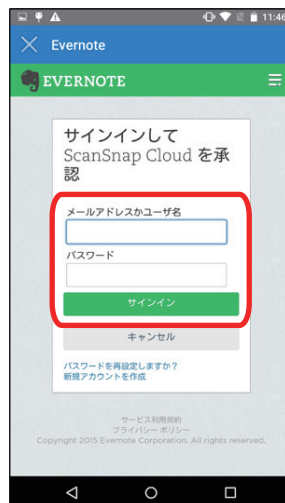 11:46
Evernote
EVERNOTE
サインインして
ScanSnap Cloud を承
認
メールアドレスかユーザ名
パスワード
サインイン
キャンセル
パスワードを再設定しますか？
新規アカウントを作成
サービス利用規約
プライバシー ポリシー
Copyright 2015 Evernote Corporation. All rights reserved.